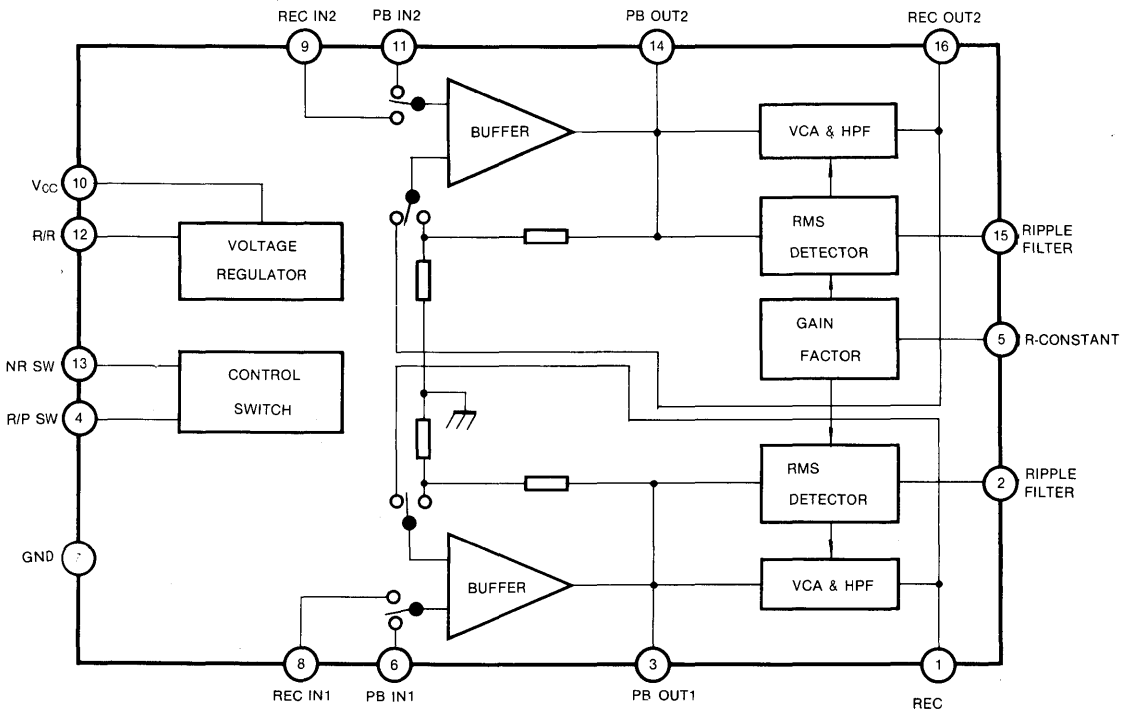 REC IN2 PB IN2 PB OUT2 REC OUT2
9 11 14 16
BUFFER
VCA & HPF
VCC 10
R/R 12
VOLTAGE
REGULATOR
RMS
DETECTOR
15 RIPPLE
FILTER
GAIN
FACTOR
5 R-CONSTANT
NR SW 13
R/P SW 4
CONTROL
SWITCH
RMS
DETECTOR
2 RIPPLE
FILTER
GND
BUFFER
VCA & HPF
8 6 3 1
REC IN1 PB IN1 PB OUT1 REC